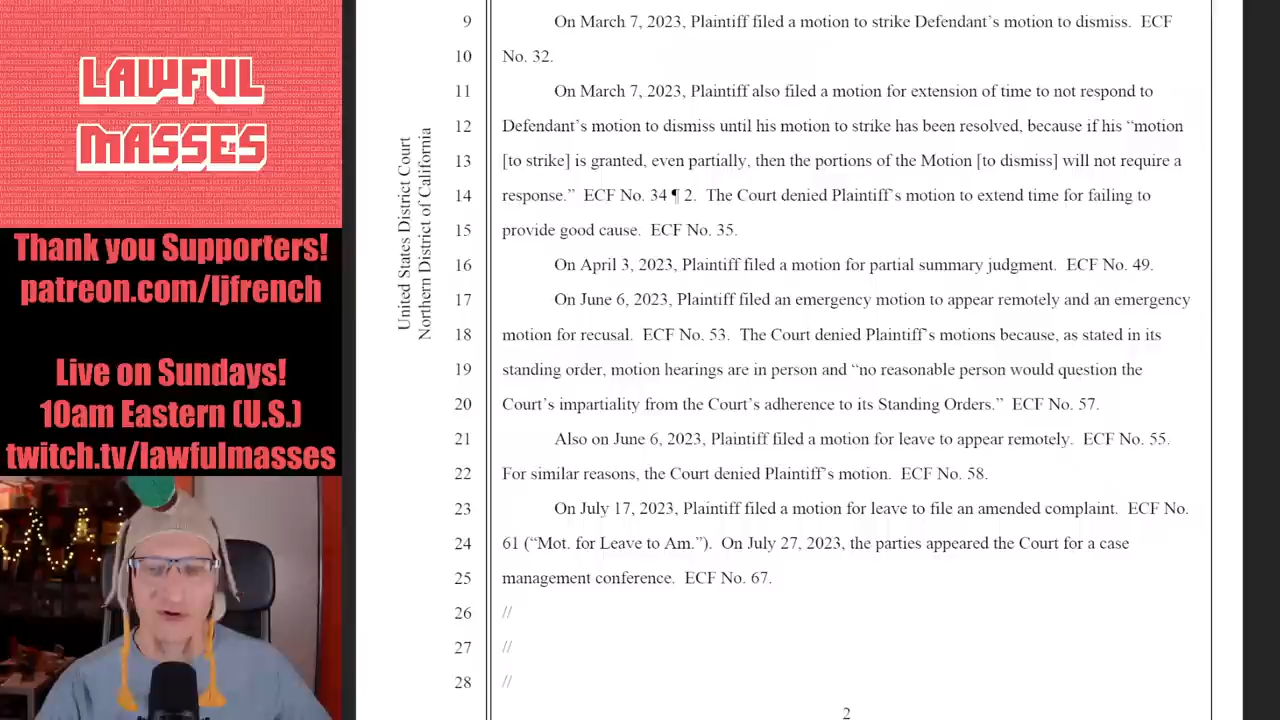 LAWFUL
MASSES
Thank you Supporters!
patreon.com/ljfrench
Live on Sundays!
10am Eastern (U.S.)
twitch.tv/lawfulmasses
United States District Court
Northern District of California
9 On March 7, 2023, Plaintiff filed a motion to strike Defendant’s motion to dismiss. ECF
10 No. 32.
11 On March 7, 2023, Plaintiff also filed a motion for extension of time to not respond to
12 Defendant’s motion to dismiss until his motion to strike has been resolved, because if his “motion
13 [to strike] is granted, even partially, then the portions of the Motion [to dismiss] will not require a
14 response.” ECF No. 34 ¶ 2. The Court denied Plaintiff’s motion to extend time for failing to
15 provide good cause. ECF No. 35.
16 On April 3, 2023, Plaintiff filed a motion for partial summary judgment. ECF No. 49.
17 On June 6, 2023, Plaintiff filed an emergency motion to appear remotely and an emergency
18 motion for recusal. ECF No. 53. The Court denied Plaintiff’s motions because, as stated in its
19 standing order, motion hearings are in person and “no reasonable person would question the
20 Court’s impartiality from the Court’s adherence to its Standing Orders.” ECF No. 57.
21 Also on June 6, 2023, Plaintiff filed a motion for leave to appear remotely. ECF No. 55.
22 For similar reasons, the Court denied Plaintiff’s motion. ECF No. 58.
23 On July 17, 2023, Plaintiff filed a motion for leave to file an amended complaint. ECF No.
24 61 (“Mot. for Leave to Am.”). On July 27, 2023, the parties appeared the Court for a case
25 management conference. ECF No. 67.
26 //
27 //
28 //
2